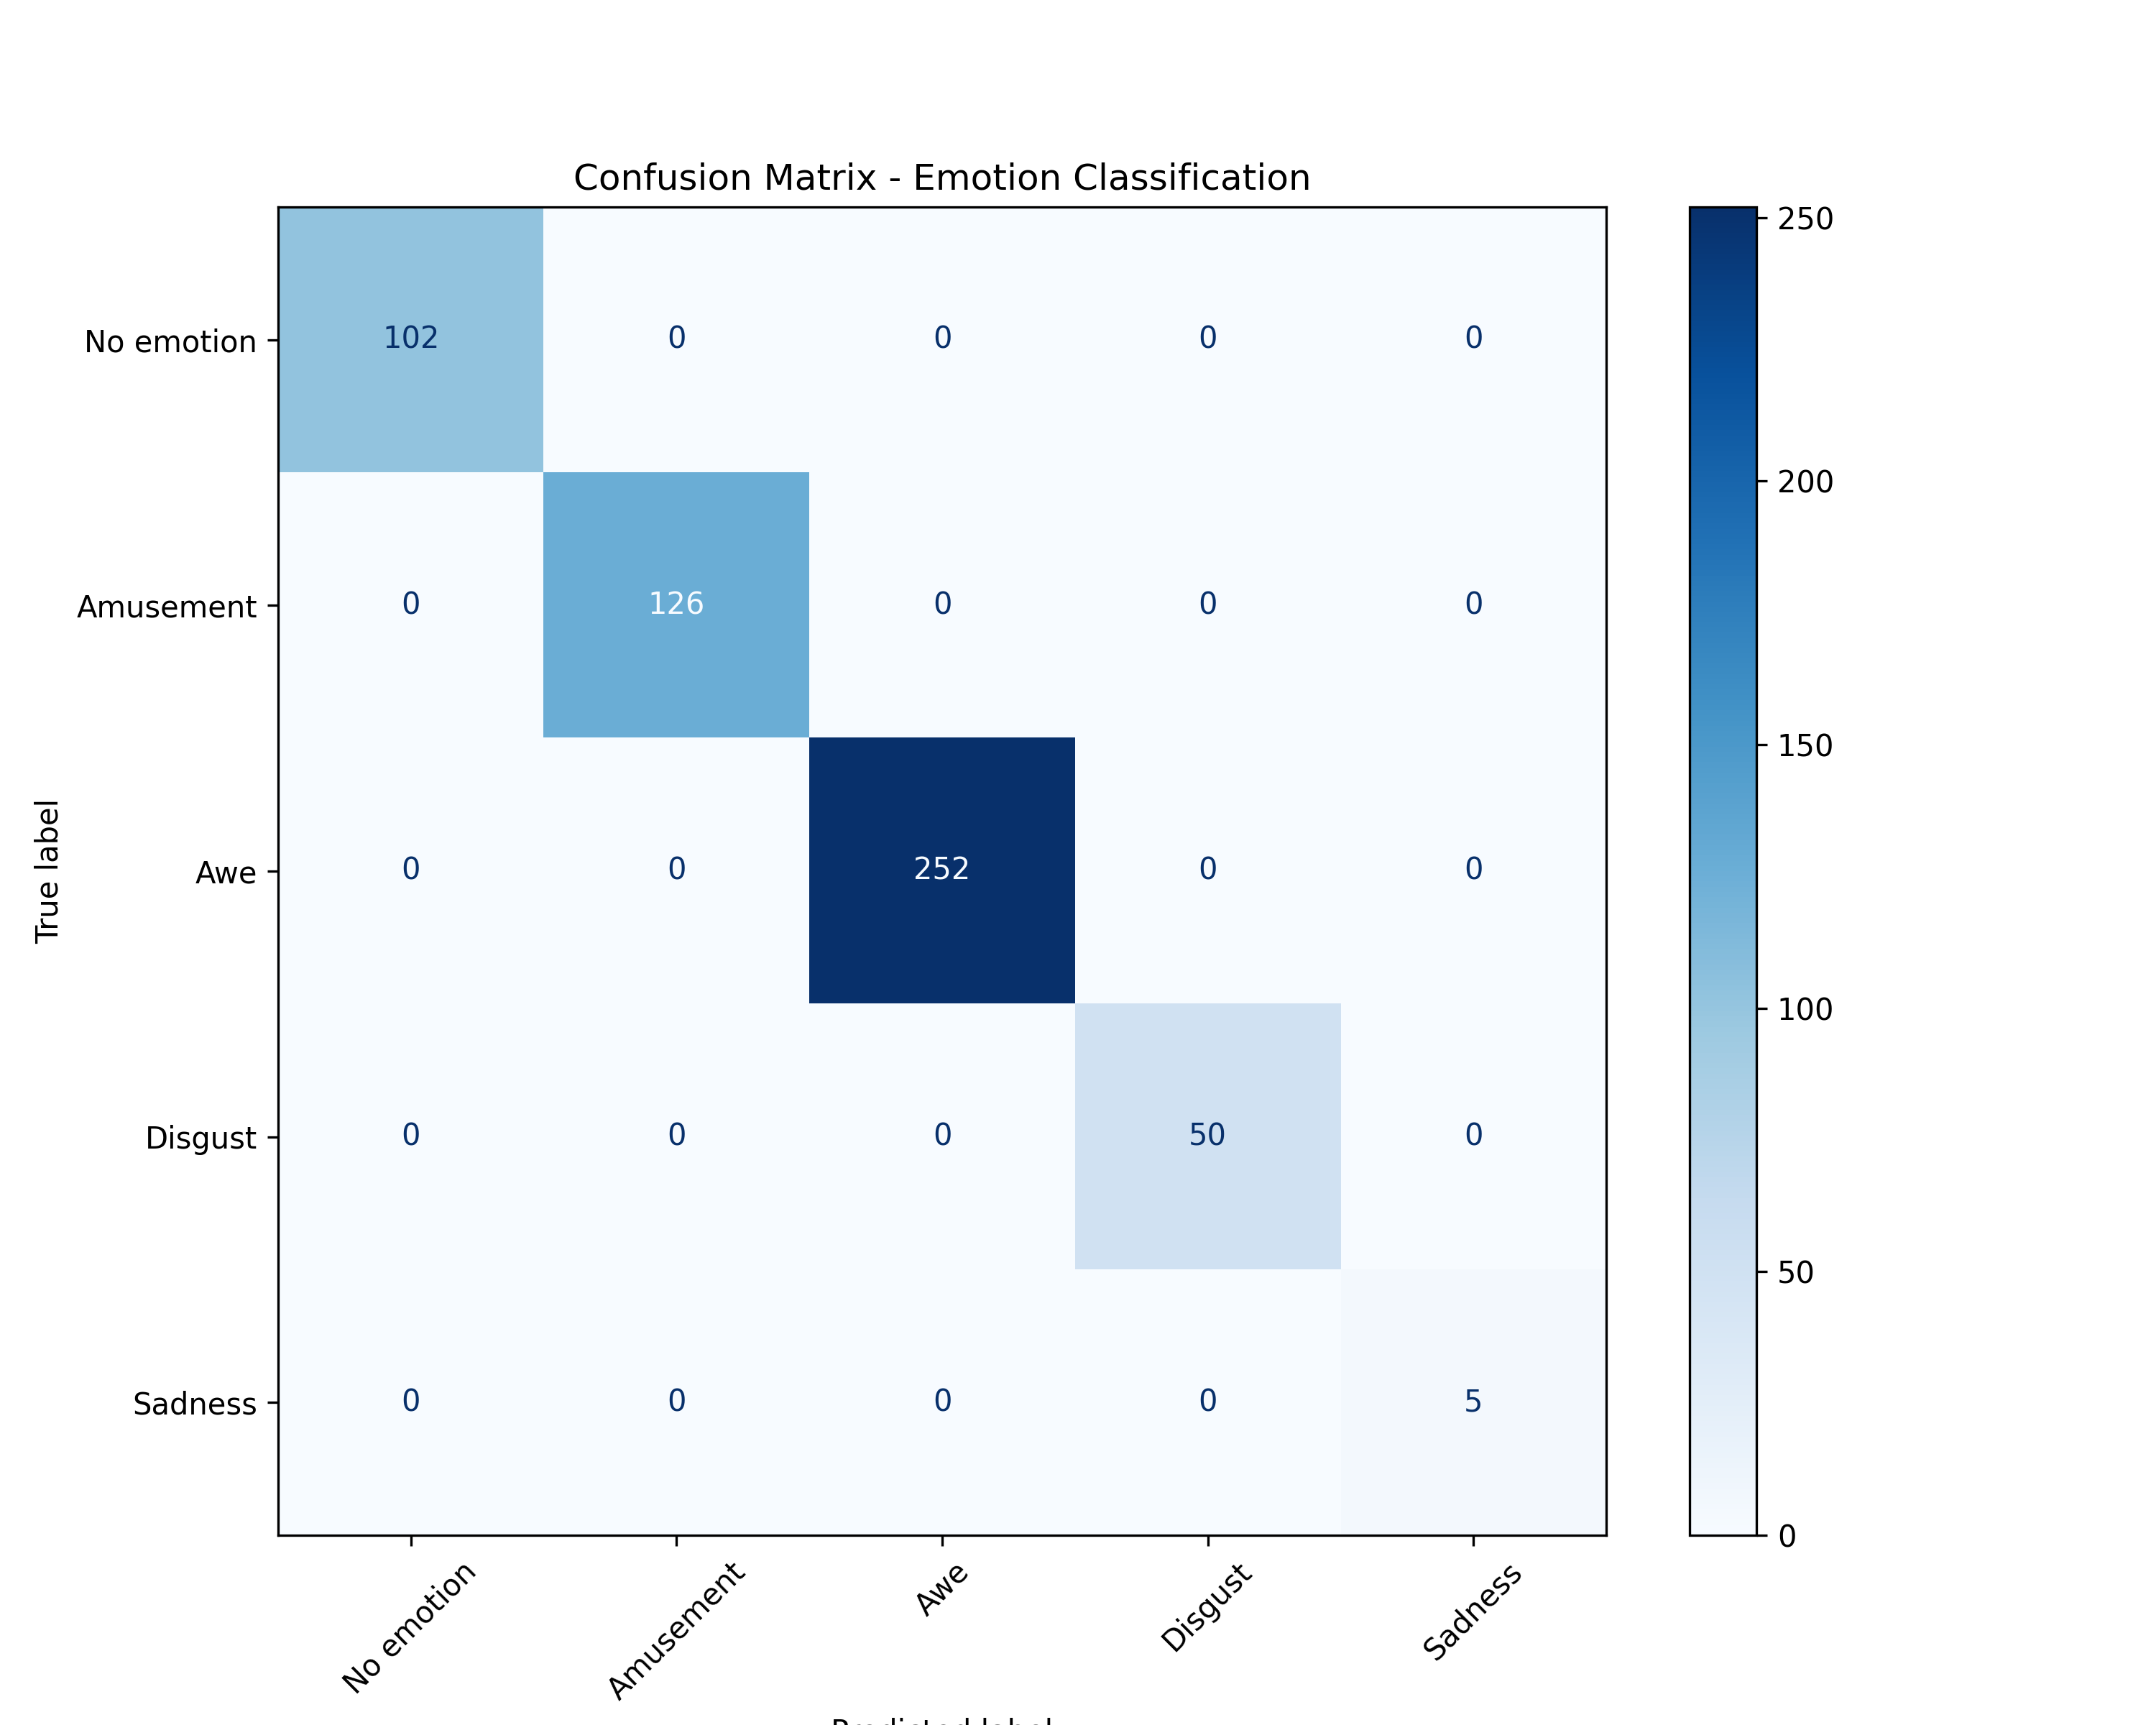 Confusion Matrix - Emotion Classification
No emotion 102 0 0 0 0
Amusement 0 126 0 0 0
Awe 0 0 252 0 0
Disgust 0 0 0 50 0
Sadness 0 0 0 0 5
True label
No emotion Amusement Awe Disgust Sadness
Predicted label
250
200
150
100
50
0